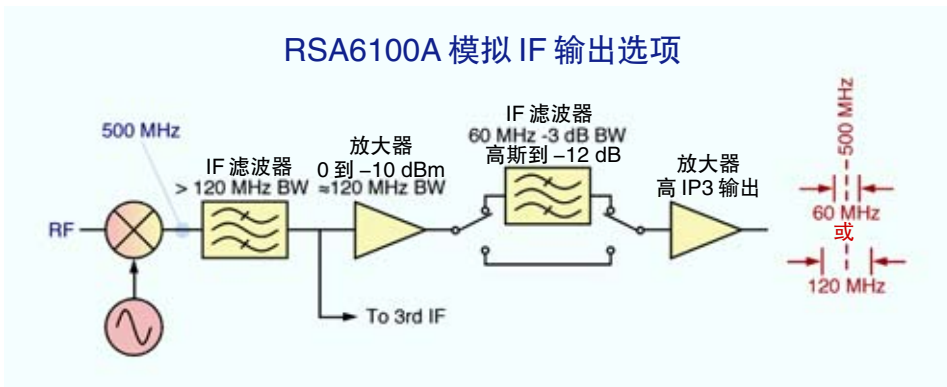 RSA6100A 模拟 IF 输出选项
500 MHz
IF 滤波器
> 120 MHz BW
放大器
0 到 –10 dBm
≈120 MHz BW
IF 滤波器
60 MHz -3 dB BW
高斯到 –12 dB
放大器
高 IP3 输出
500 MHz
60 MHz
或
120 MHz
RF
To 3rd IF